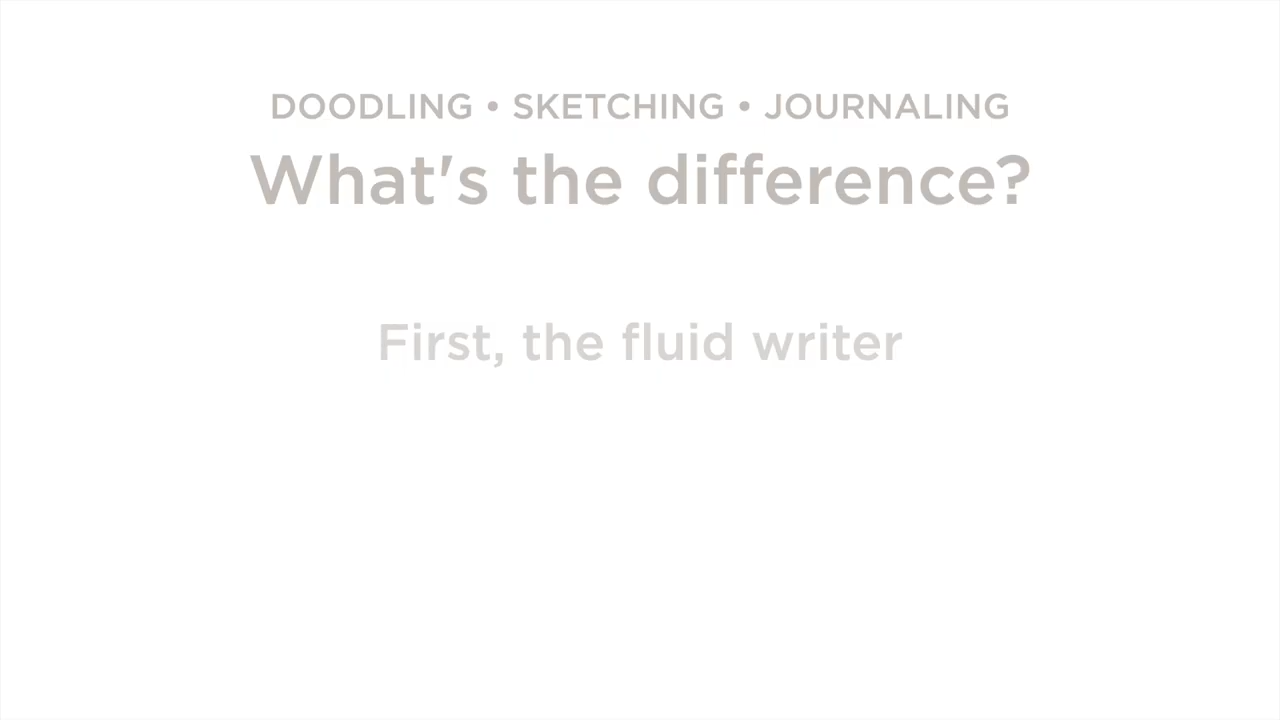 DOODLING • SKETCHING • JOURNALING
What's the difference?
First, the fluid writer